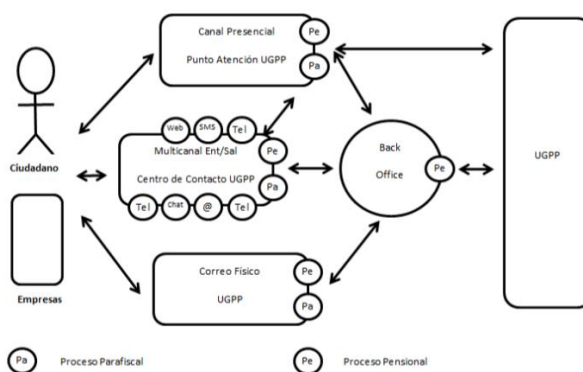 Canal Presencial
Pe
Punto Atención UGPP
Pa
Web
SMS
Tel
Multicanal Ent/Sal
Pe
Centro de Contacto UGPP
Pa
Tel
Chat
@
Tel
Ciudadano
Empresas
Back
Office
Pe
UGPP
Correo Físico
Pe
UGPP
Pa
Pa Proceso Parafiscal
Pe Proceso Pensional